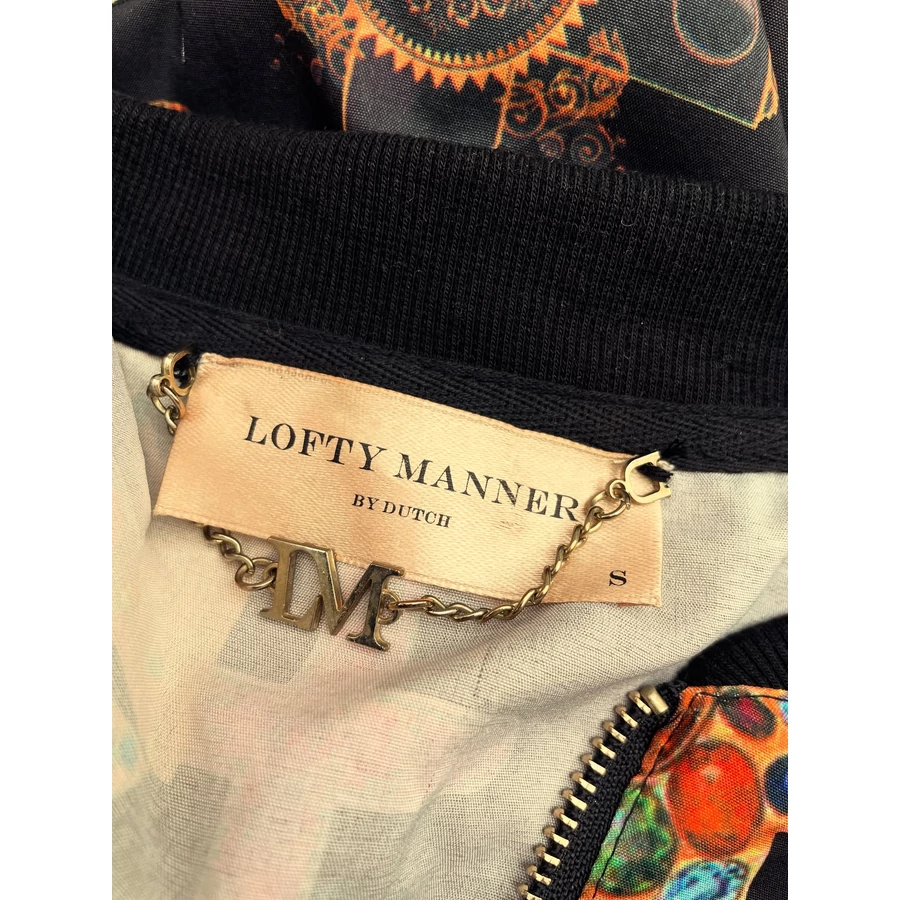 LOFTY MANNER
BY DUTCH
S
LM